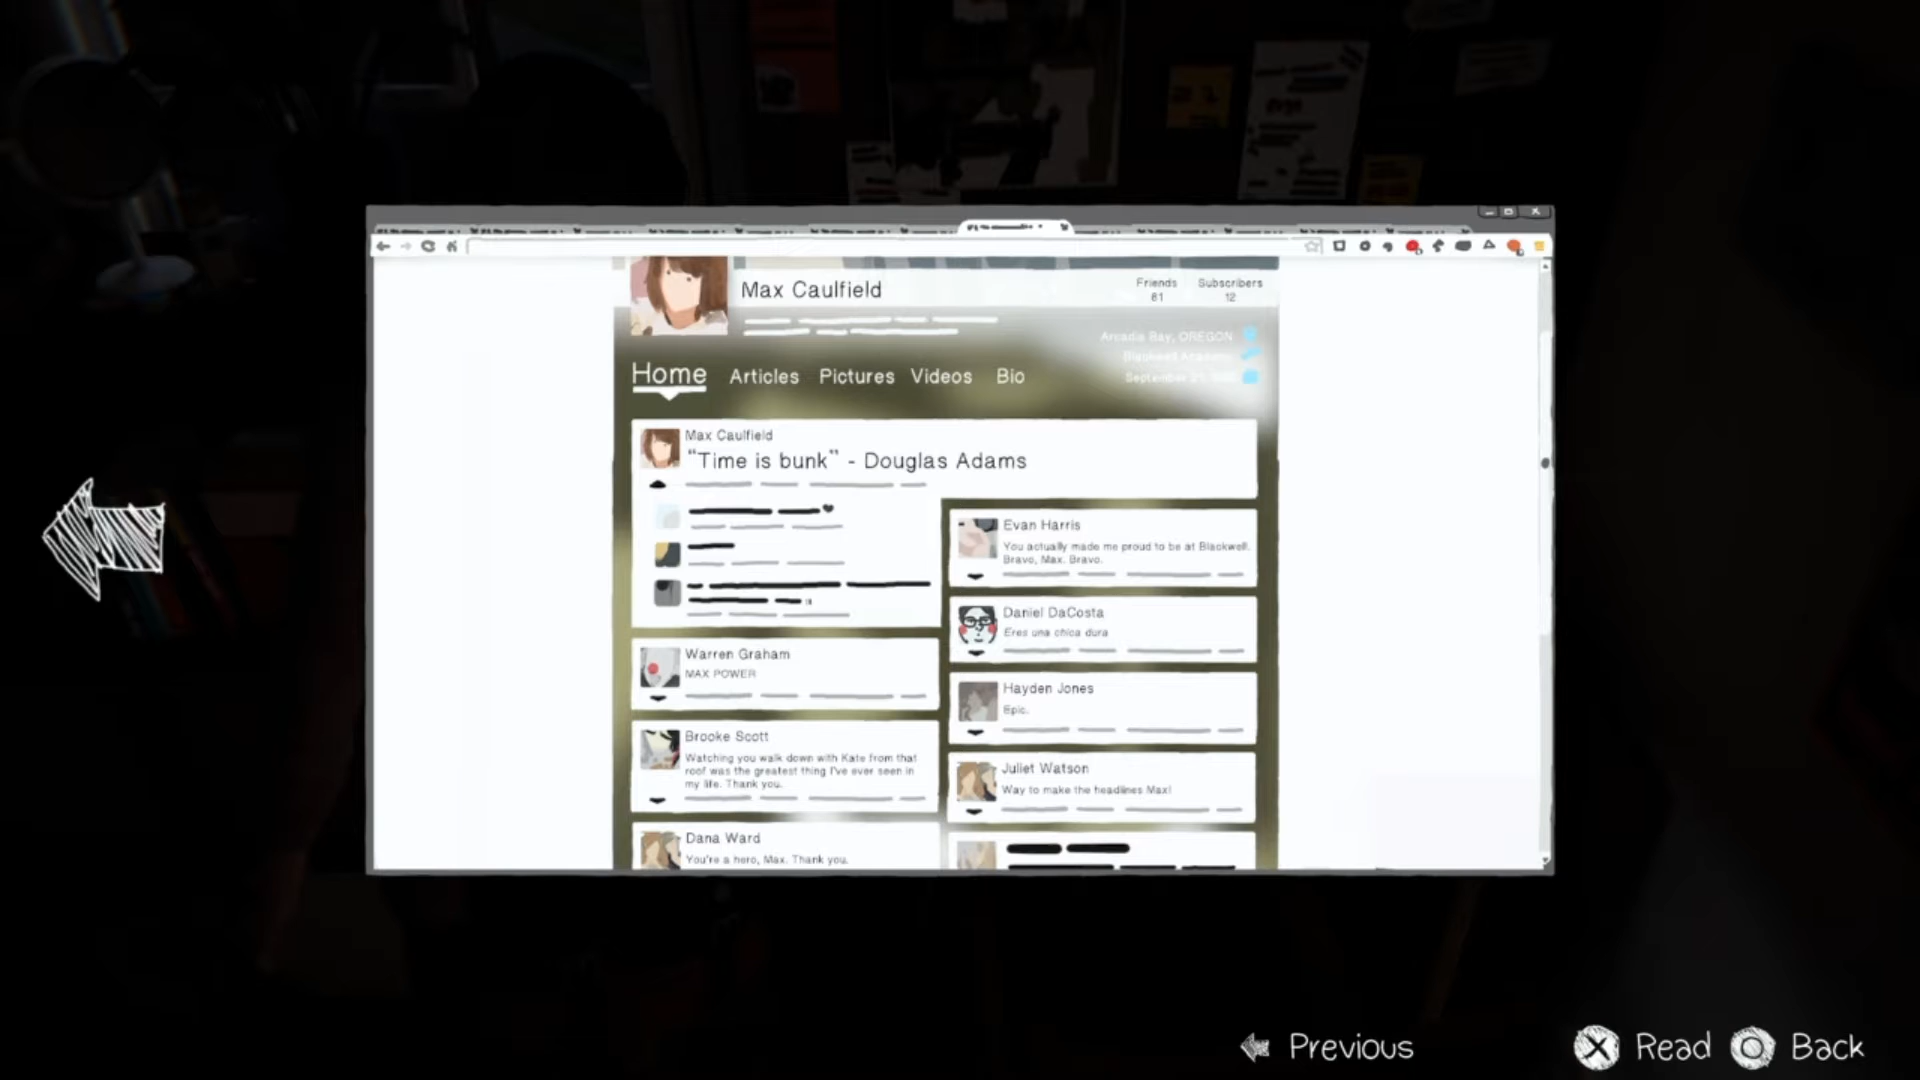 Max Caulfield
Friends
81
Subscribers
12
Arcadia Bay, OREGON
Blackwell Academy
September 21,
Home Articles Pictures Videos Bio
Max Caulfield
"Time is bunk" - Douglas Adams
Warren Graham
MAX POWER
Brooke Scott
Watching you walk down with Kate from that
roof was the greatest thing I've ever seen in
my life. Thank you.
Dana Ward
You're a hero, Max. Thank you.
Evan Harris
You actually made me proud to be at Blackwell.
Bravo, Max. Bravo.
Daniel DaCosta
Eres una chica dura
Hayden Jones
Epic.
Juliet Watson
Way to make the headlines Max!
Previous
Read
Back